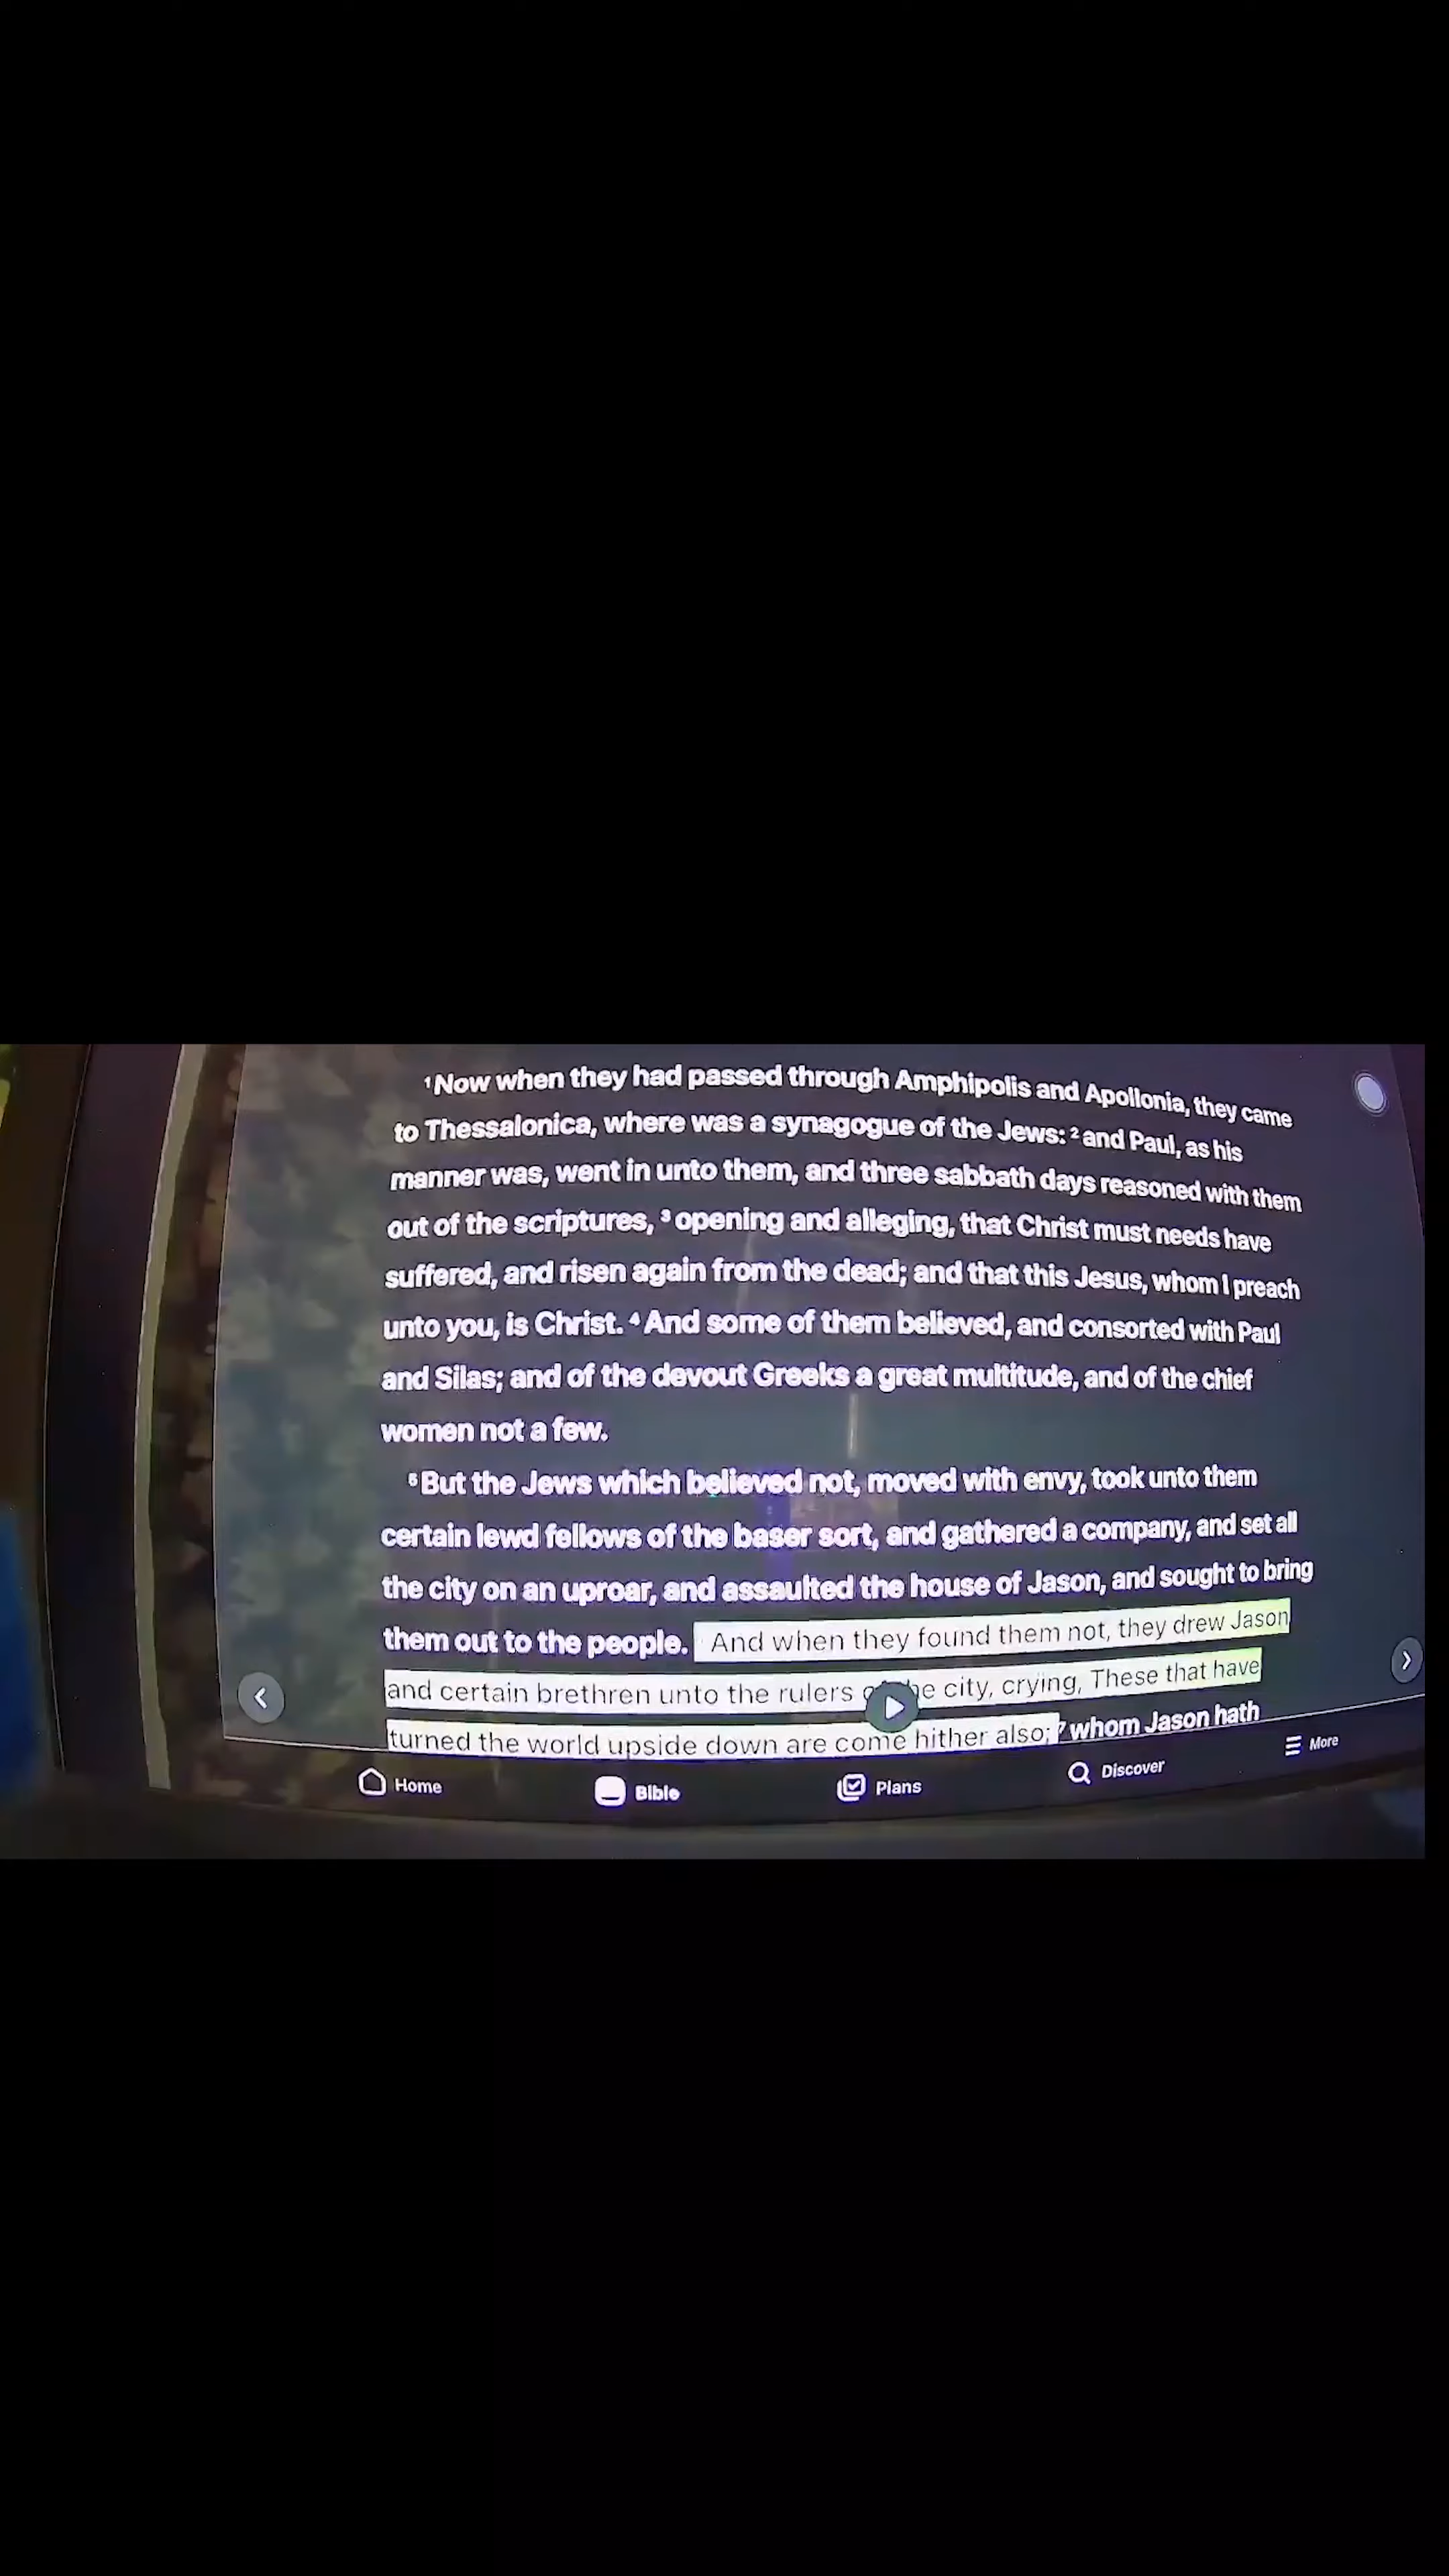 ¹Now when they had passed through Amphipolis and Apollonia, they came
to Thessalonica, where was a synagogue of the Jews: ²and Paul, as his
manner was, went in unto them, and three sabbath days reasoned with them
out of the scriptures, ³opening and alleging, that Christ must needs have
suffered, and risen again from the dead; and that this Jesus, whom I preach
unto you, is Christ. ⁴And some of them believed, and consorted with Paul
and Silas; and of the devout Greeks a great multitude, and of the chief
women not a few.
⁵But the Jews which believed not, moved with envy, took unto them
certain lewd fellows of the baser sort, and gathered a company, and set all
the city on an uproar, and assaulted the house of Jason, and sought to bring
them out to the people. And when they found them not, they drew Jason
and certain brethren unto the rulers city, crying, These that have
turned the world upside down are come hither also; ⁷whom Jason hath
Home Bible Plans Discover More